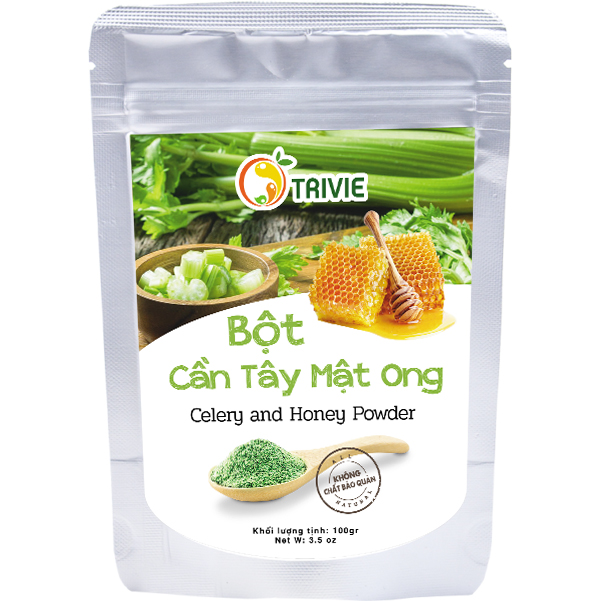 TRIVIE
Bột
Cần Tây Mật Ong
Celery and Honey Powder
ALL
KHÔNG
CHẤT BẢO QUẢN
NATURAL
Khối lượng tịnh: 100gr
Net W: 3.5 oz